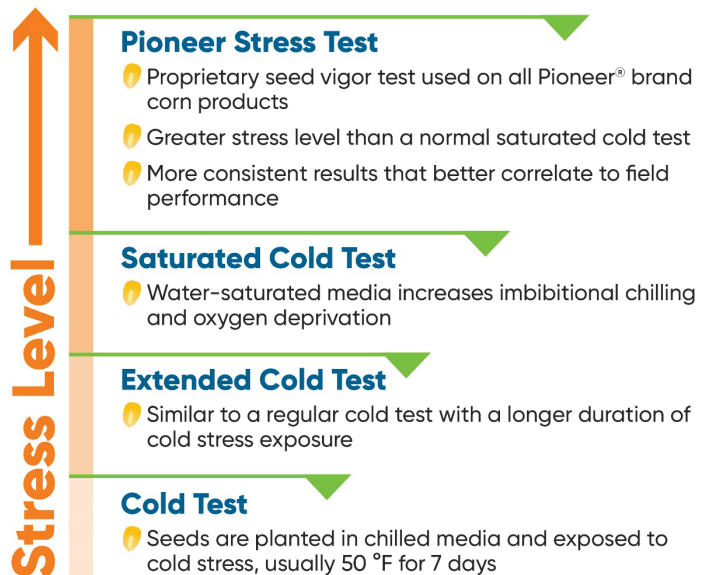 Pioneer Stress Test
Proprietary seed vigor test used on all Pioneer® brand
corn products
Greater stress level than a normal saturated cold test
More consistent results that better correlate to field
performance
Saturated Cold Test
Water-saturated media increases imbibitional chilling
and oxygen deprivation
Extended Cold Test
Similar to a regular cold test with a longer duration of
cold stress exposure
Cold Test
Seeds are planted in chilled media and exposed to
cold stress, usually 50 °F for 7 days
Stress Level